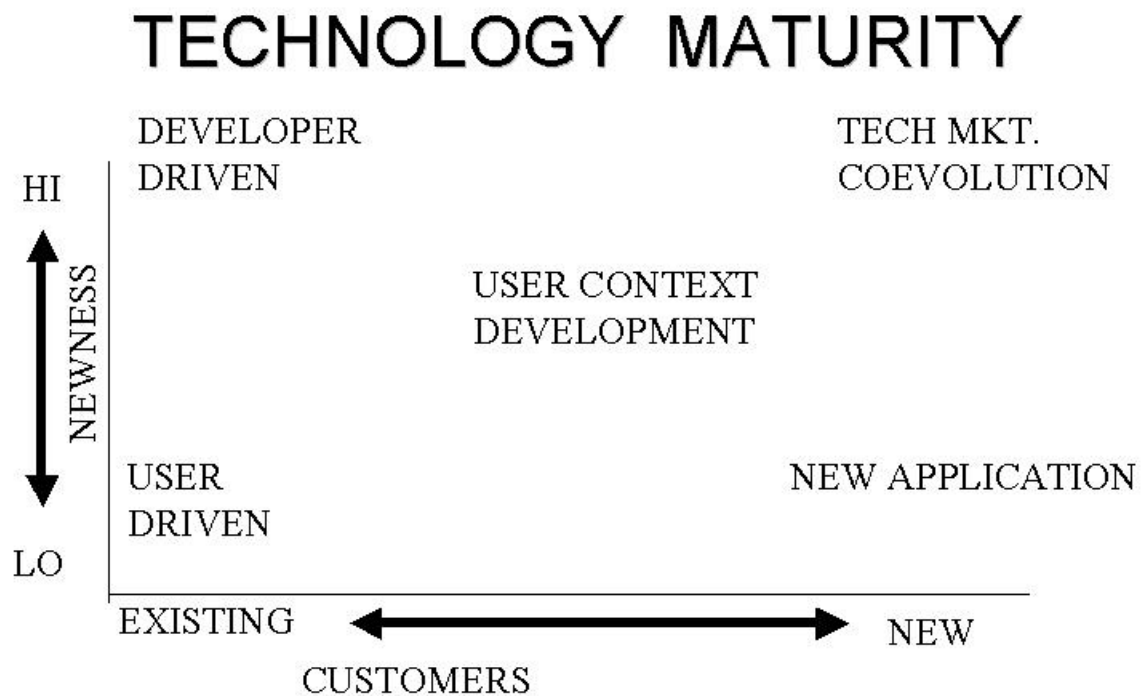 TECHNOLOGY MATURITY
DEVELOPER
DRIVEN
TECH MKT.
COEVOLUTION
HI
NEWNESS
USER CONTEXT
DEVELOPMENT
USER
DRIVEN
NEW APPLICATION
LO
EXISTING
NEW
CUSTOMERS